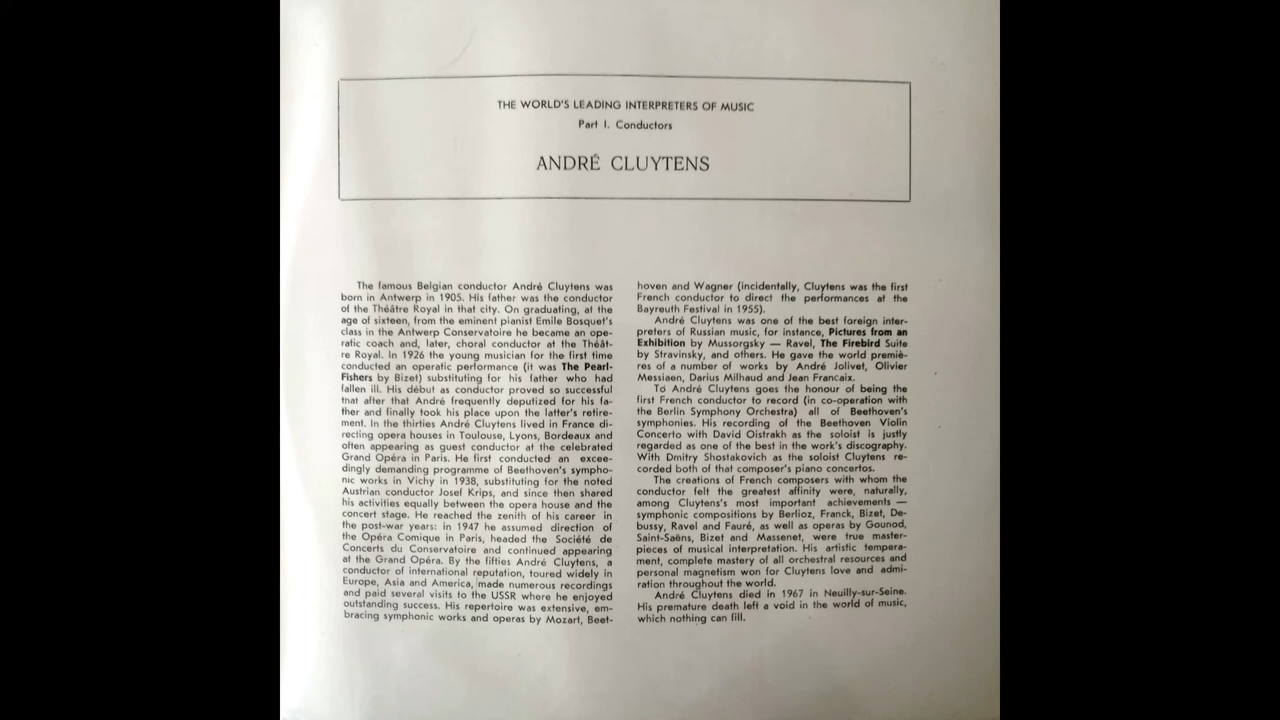 THE WORLD'S LEADING INTERPRETERS OF MUSIC
Part I. Conductors
ANDRÉ CLUYTENS
The famous Belgian conductor André Cluytens was
born in Antwerp in 1905. His father was the conductor
of the Théâtre Royal in that city. On graduating, at the
age of sixteen, from the eminent pianist Emile Bosquet's
class in the Antwerp Conservatoire he became an ope-
ratic coach and, later, choral conductor at the Théât-
re Royal. In 1926 the young musician for the first time
conducted an operatic performance (it was The Pearl-
Fishers by Bizet) substituting for his father who had
fallen ill. His début as conductor proved so successful
that after that André frequently deputized for his fa-
ther and finally took his place upon the latter's retire-
ment. In the thirties André Cluytens lived in France di-
recting opera houses in Toulouse, Lyons, Bordeaux and
often appearing as guest conductor at the celebrated
Grand Opéra in Paris. He first conducted an excee-
dingly demanding programme of Beethoven's sympho-
nic works in Vichy in 1938, substituting for the noted
Austrian conductor Josef Krips, and since then shared
his activities equally between the opera house and the
concert stage. He reached the zenith of his career in
the post-war years: in 1947 he assumed direction of
the Opéra Comique in Paris, headed the Société de
Concerts du Conservatoire and continued appearing
at the Grand Opéra. By the fifties André Cluytens, a
conductor of international reputation, toured widely in
Europe, Asia and America, made numerous recordings
and paid several visits to the USSR where he enjoyed
outstanding success. His repertoire was extensive, em-
bracing symphonic works and operas by Mozart, Beet-
hoven and Wagner (incidentally, Cluytens was the first
French conductor to direct the performances at the
Bayreuth Festival in 1955).
André Cluytens was one of the best foreign inter-
preters of Russian music, for instance, Pictures from an
Exhibition by Mussorgsky — Ravel, The Firebird Suite
by Stravinsky, and others. He gave the world premiè-
res of a number of works by André Jolivet, Olivier
Messiaen, Darius Milhaud and Jean Francaix.
To André Cluytens goes the honour of being the
first French conductor to record (in co-operation with
the Berlin Symphony Orchestra) all of Beethoven's
symphonies. His recording of the Beethoven Violin
Concerto with David Oistrakh as the soloist is justly
regarded as one of the best in the work's discography.
With Dmitry Shostakovich as the soloist Cluytens re-
corded both of that composer's piano concertos.
The creations of French composers with whom the
conductor felt the greatest affinity were, naturally,
among Cluytens's most important achievements —
symphonic compositions by Berlioz, Franck, Bizet, De-
bussy, Ravel and Fauré, as well as operas by Gounod,
Saint-Saëns, Bizet and Massenet, were true master-
pieces of musical interpretation. His artistic tempera-
ment, complete mastery of all orchestral resources and
personal magnetism won for Cluytens love and admi-
ration throughout the world.
André Cluytens died in 1967 in Neuilly-sur-Seine.
His premature death left a void in the world of music,
which nothing can fill.